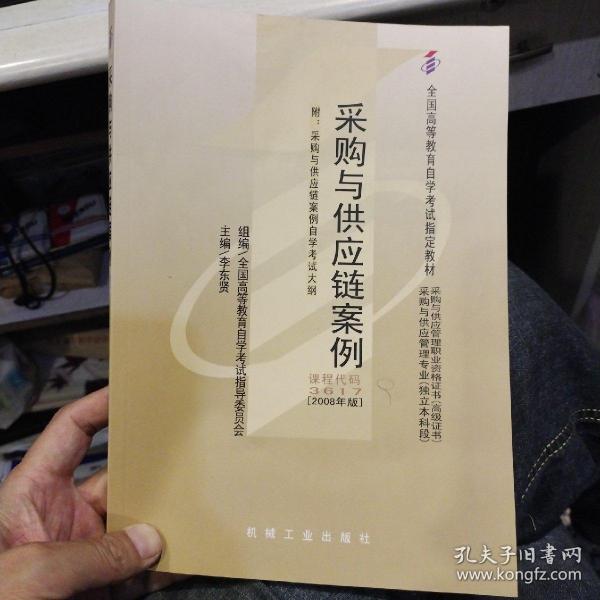 全国高等教育自学考试指定教材
采购与供应管理职业资格证书(高级证书)
采购与供应管理专业(独立本科段)
采购与供应链案例
附：采购与供应链案例自学考试大纲
课程代码
3617
[2008年版]
组编/全国高等教育自学考试指导委员会
主编/李东贤
机械工业出版社
孔夫子旧书网
www.kongfz.com